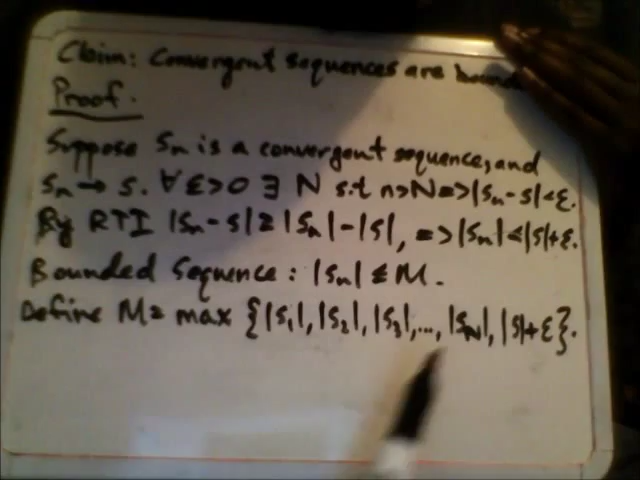 Claim: Convergent sequences are bound
Proof.
Suppose Sn is a convergent sequence, and
Sn → S. ∀ ε>0 ∃ N s.t n>N=>|Sn-S|<ε.
By RTI |Sn-S|≥|Sn|-|S|, =>|Sn|<|S|+ε.
Bounded Sequence: |Sn| ≤ M.
Define M= max {|S1|, |S2|, |S3|,..., |SN|, |S|+ε}.